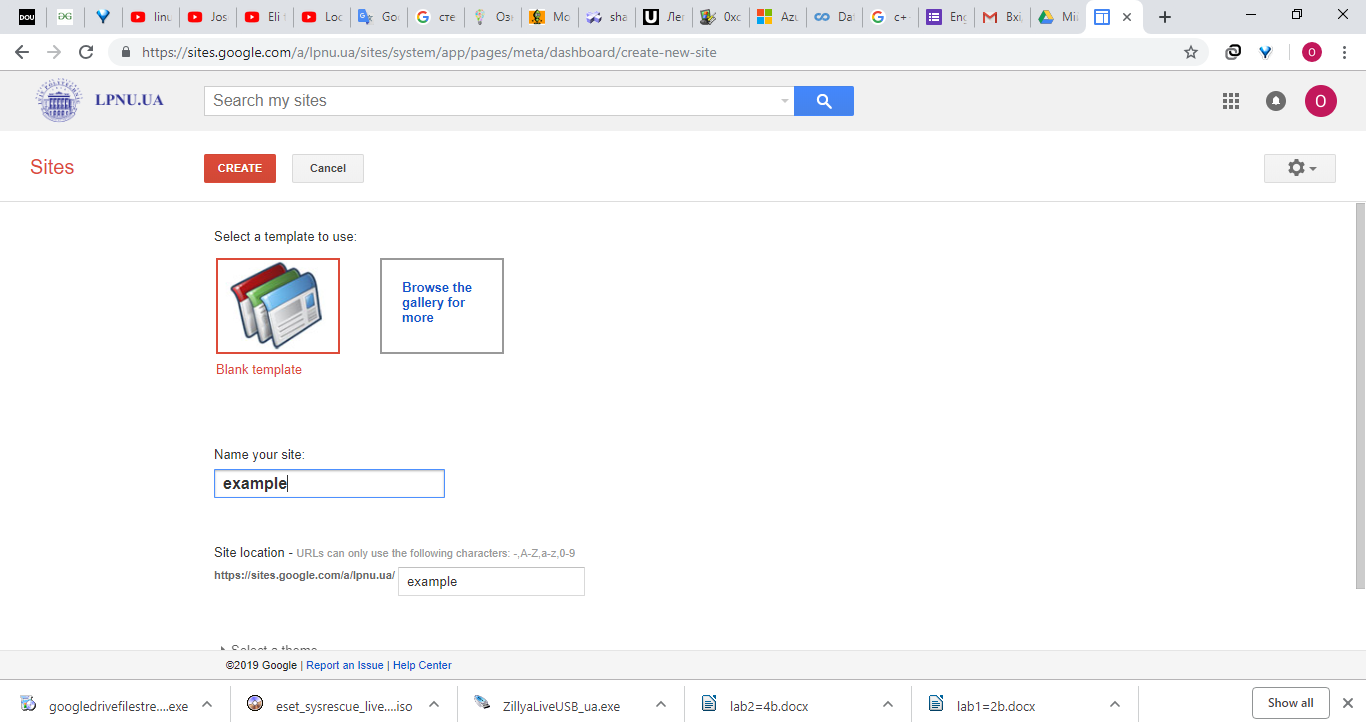 DOU
linu
Jos
Eli
Loc
Goo
сте
Озн
Mo
sha
Лег
0xc
Azu
Dat
c+
Eng
Вхі
Мій
https://sites.google.com/a/lpnu.ua/sites/system/app/pages/meta/dashboard/create-new-site
O
LPNU.UA
Search my sites
O
Sites
CREATE
Cancel
Select a template to use:
Browse the
gallery for
more
Blank template
Name your site:
example
Site location - URLs can only use the following characters: -,A-Z,a-z,0-9
https://sites.google.com/a/lpnu.ua/ example
Select a theme
©2019 Google | Report an Issue | Help Center
googledrivefilestre....exe
eset_sysrescue_live....iso
ZillyaLiveUSB_ua.exe
lab2=4b.docx
lab1=2b.docx
Show all